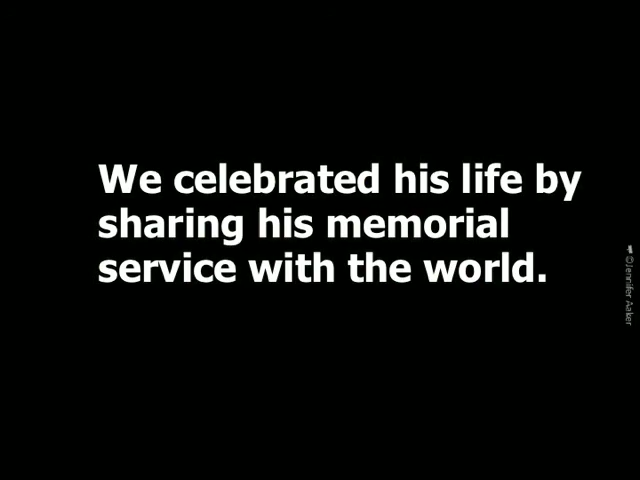 We celebrated his life by
sharing his memorial
service with the world.
©Jennifer Aaker